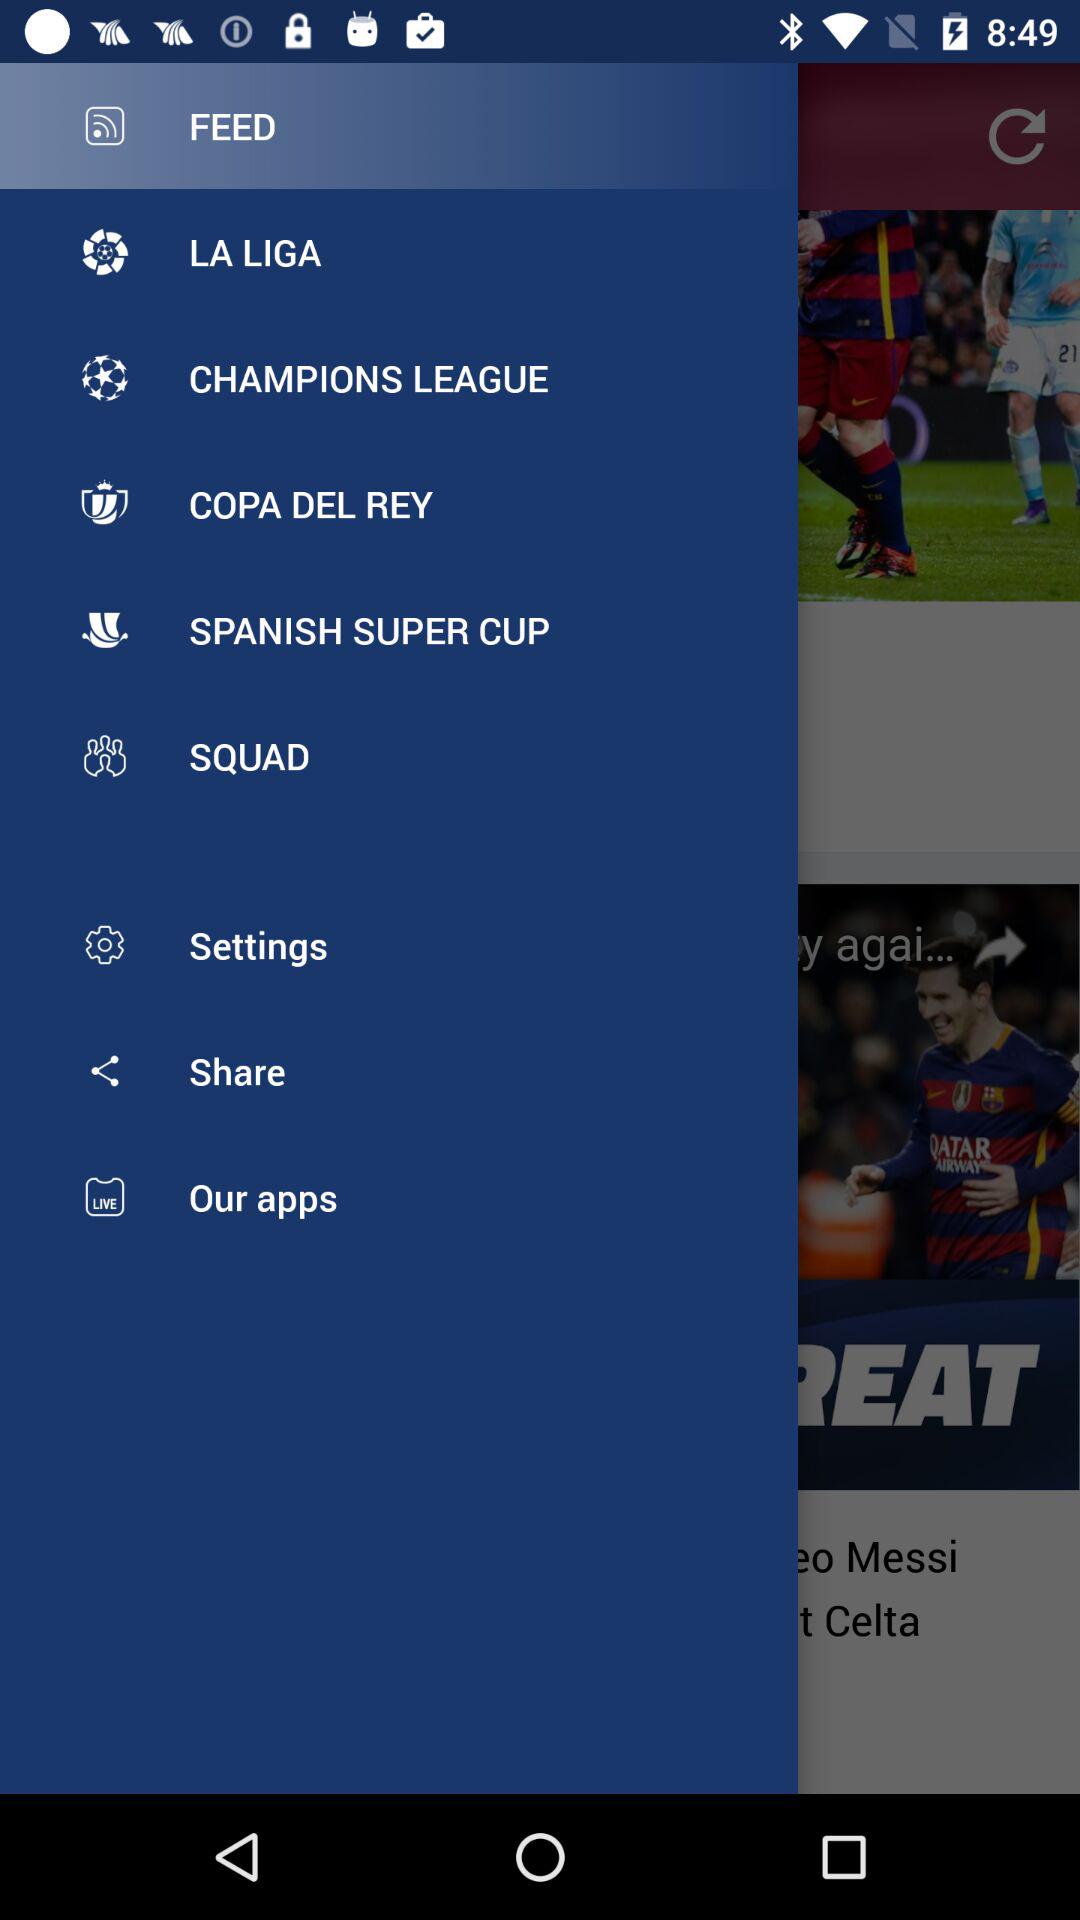 8:49
FEED
LA LIGA
CHAMPIONS LEAGUE
21
COPA DEL REY
SPANISH SUPER CUP
SQUAD
Settings
agai...
Share
QATAR
AIRWAYS
Our apps
LIVE
REAT
Messi
Celta